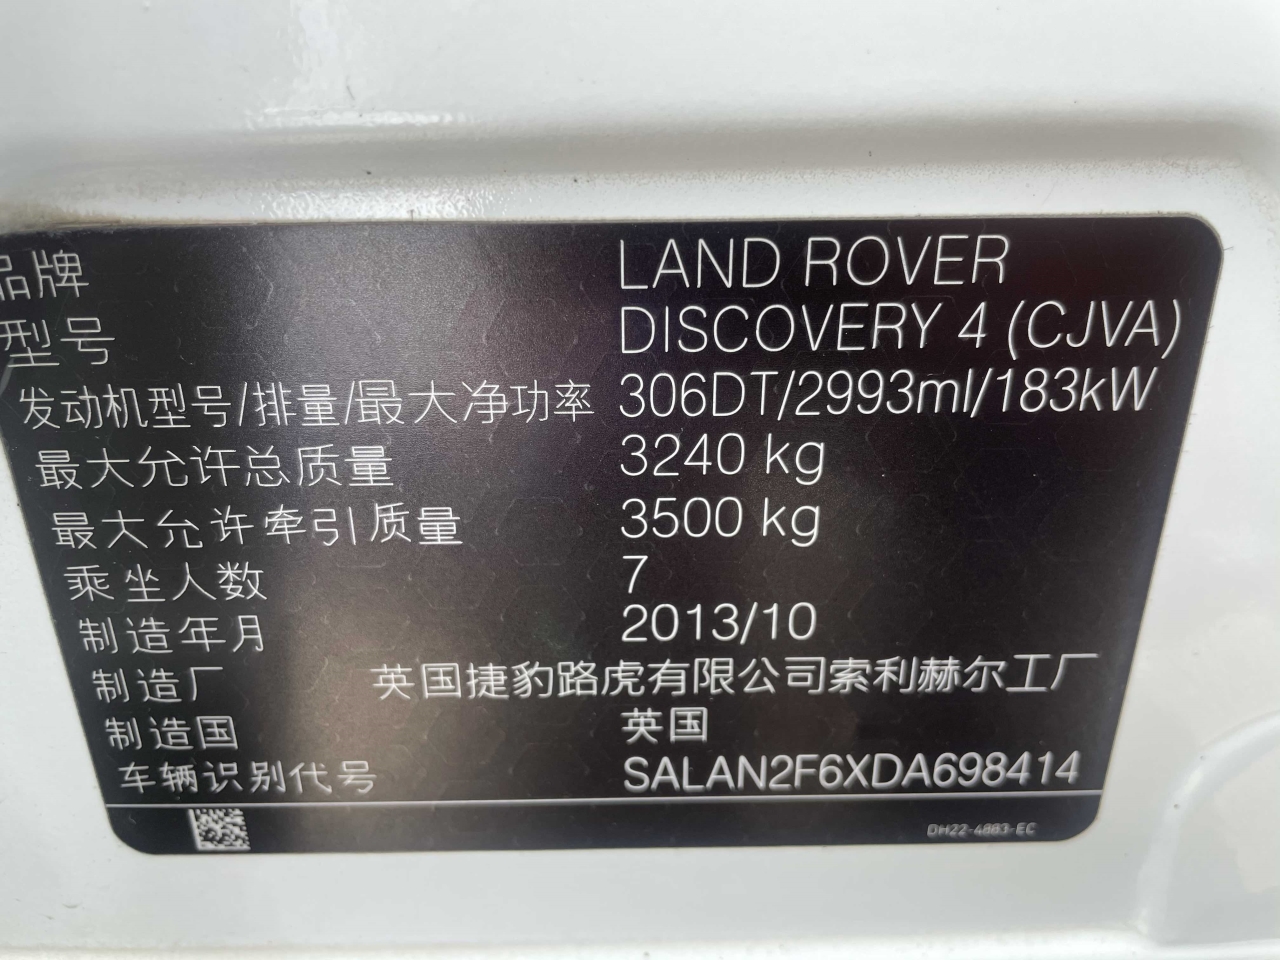 品牌 LAND ROVER
型号 DISCOVERY 4 (CJVA)
发动机型号/排量/最大净功率 306DT/2993ml/183kW
最大允许总质量 3240 kg
最大允许牵引质量 3500 kg
乘坐人数 7
制造年月 2013/10
制造厂 英国捷豹路虎有限公司索利赫尔工厂
制造国 英国
车辆识别代号 SALAN2F6XDA698414
DH22-4883-EC